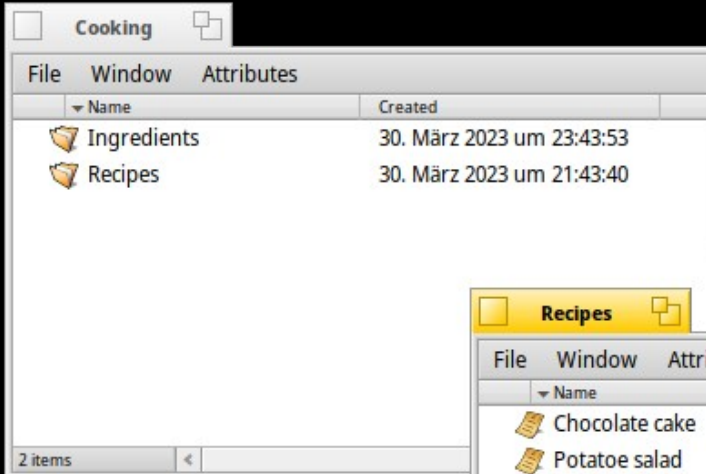 Cooking
File Window Attributes
Name Created
Ingredients 30. März 2023 um 23:43:53
Recipes 30. März 2023 um 21:43:40
Recipes
File Window Attri
Name
Chocolate cake
Potatoe salad
2 items